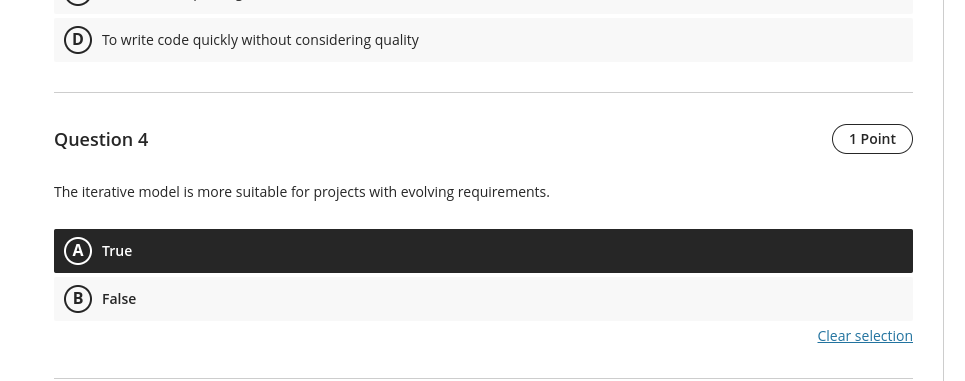 D To write code quickly without considering quality
Question 4
1 Point
The iterative model is more suitable for projects with evolving requirements.
A True
B False
Clear selection